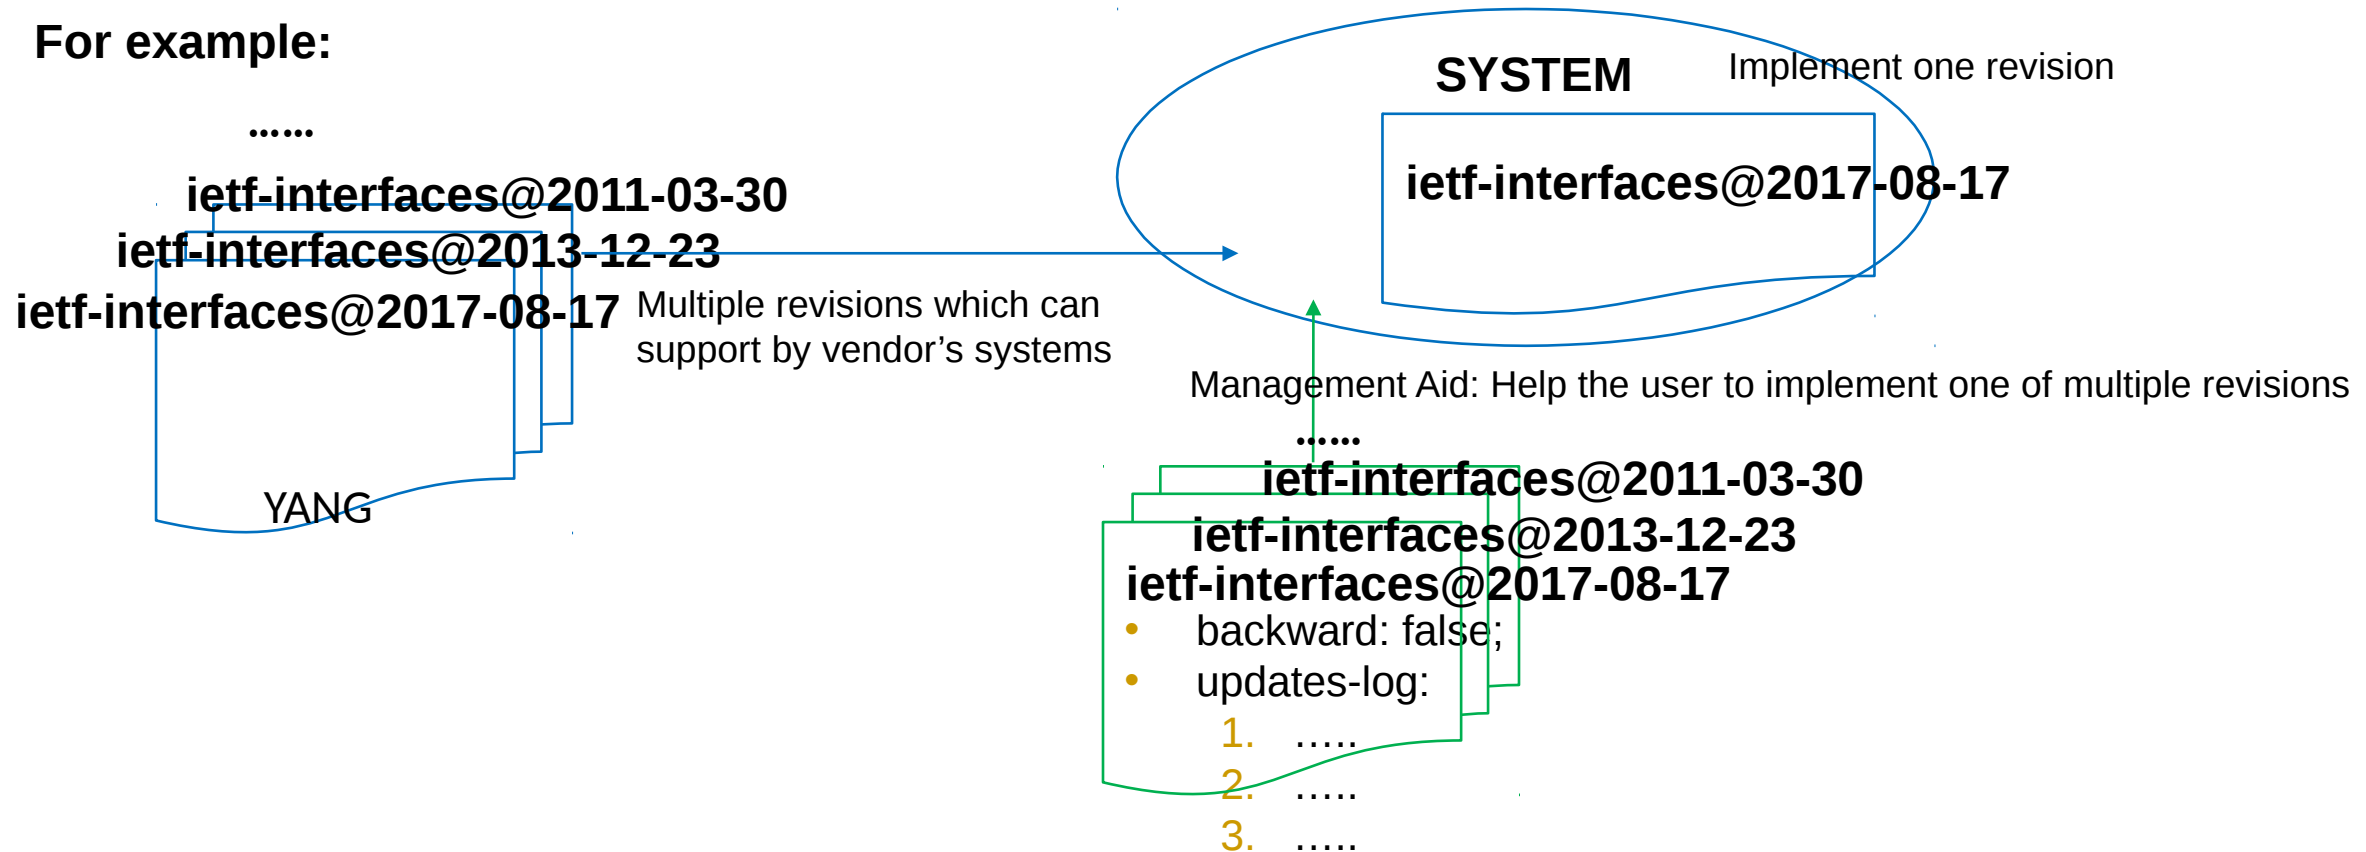 For example:
……
ietf-interfaces@2011-03-30
ietf-interfaces@2013-12-23
ietf-interfaces@2017-08-17
YANG
Multiple revisions which can
support by vendor’s systems
SYSTEM
Implement one revision
ietf-interfaces@2017-08-17
Management Aid: Help the user to implement one of multiple revisions
……
ietf-interfaces@2011-03-30
ietf-interfaces@2013-12-23
ietf-interfaces@2017-08-17
• backward: false;
• updates-log:
1. …..
2. …..
3. …..